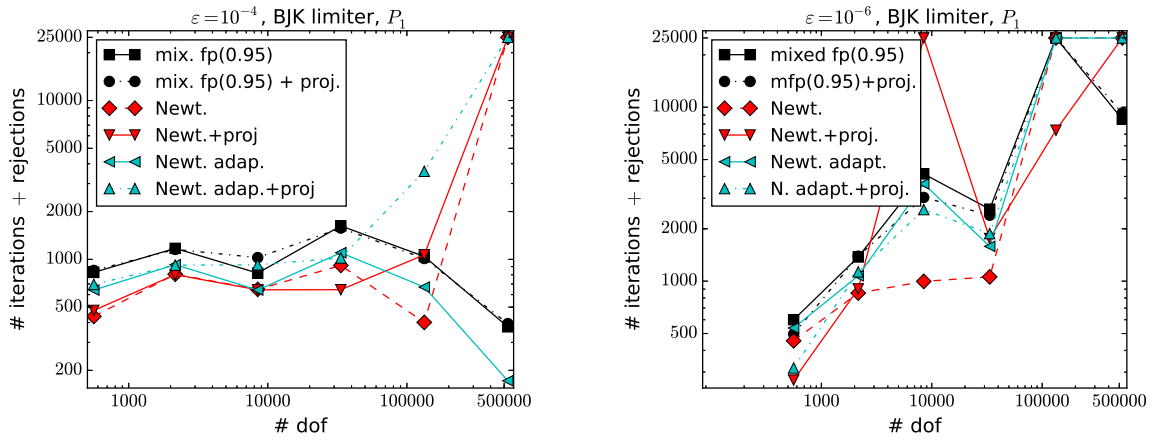 ε=10⁻⁴, BJK limiter, P₁
25000
10000
5000
2000
1000
500
200
# iterations + rejections
mix. fp(0.95)
mix. fp(0.95) + proj.
Newt.
Newt.+proj
Newt. adap.
Newt. adap.+proj
1000
10000
100000
500000
# dof
ε=10⁻⁶, BJK limiter, P₁
25000
10000
5000
2000
1000
500
# iterations + rejections
mixed fp(0.95)
mfp(0.95)+proj.
Newt.
Newt.+proj.
Newt. adapt.
N. adapt.+proj.
1000
10000
100000
500000
# dof